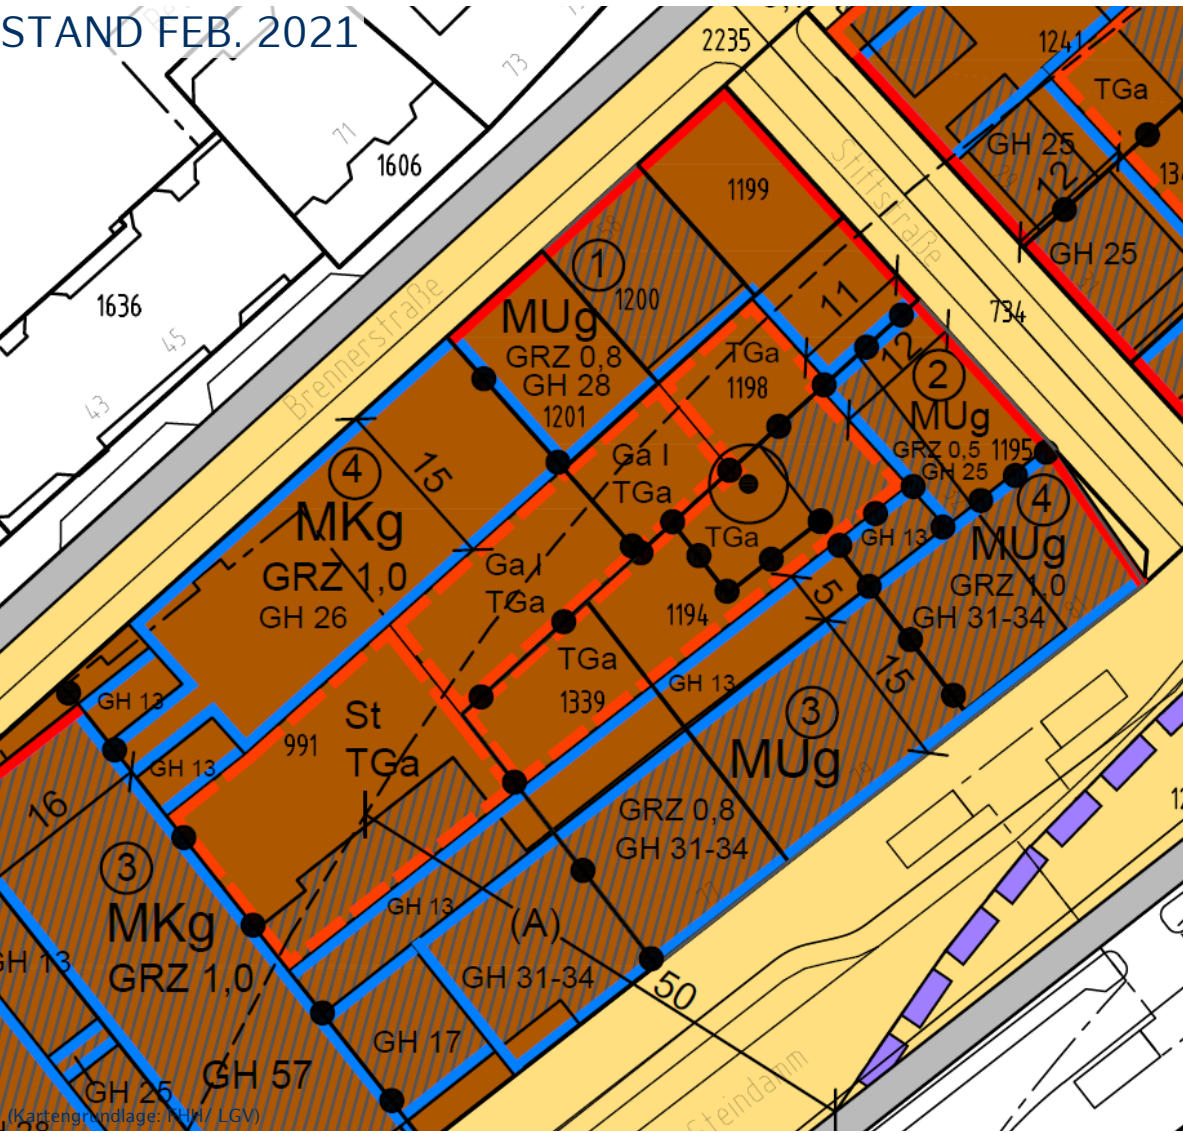 STAND FEB. 2021
2235
1241
73
TGa
71
1606
Stiftstraße
GH 25
12
1199
58
1
GH 25
1636
1200
11
734
45
MUg
Brennerstraße
GRZ 0,8
GH 28
TGa
12
2
1198
43
1201
MUg
GRZ 0,5
1195
GH 25
Ga I
TGa
4
15
4
MKg
TGa
GH 13
MUg
GRZ 1,0
GRZ 1,0
GH 26
Ga I
TGa
5
GH 31-34
1194
TGa
15
GH 13
1339
GH 13
St
991
TGa
3
MUg
GH 13
16
GRZ 0,8
GH 31-34
3
MKg
GH 13
(A)
77
GRZ 1,0
GH 13
GH 31-34
50
GH 17
GH 57
GH 25
Steindamm
(Kartengrundlage: FHH/ LGV)